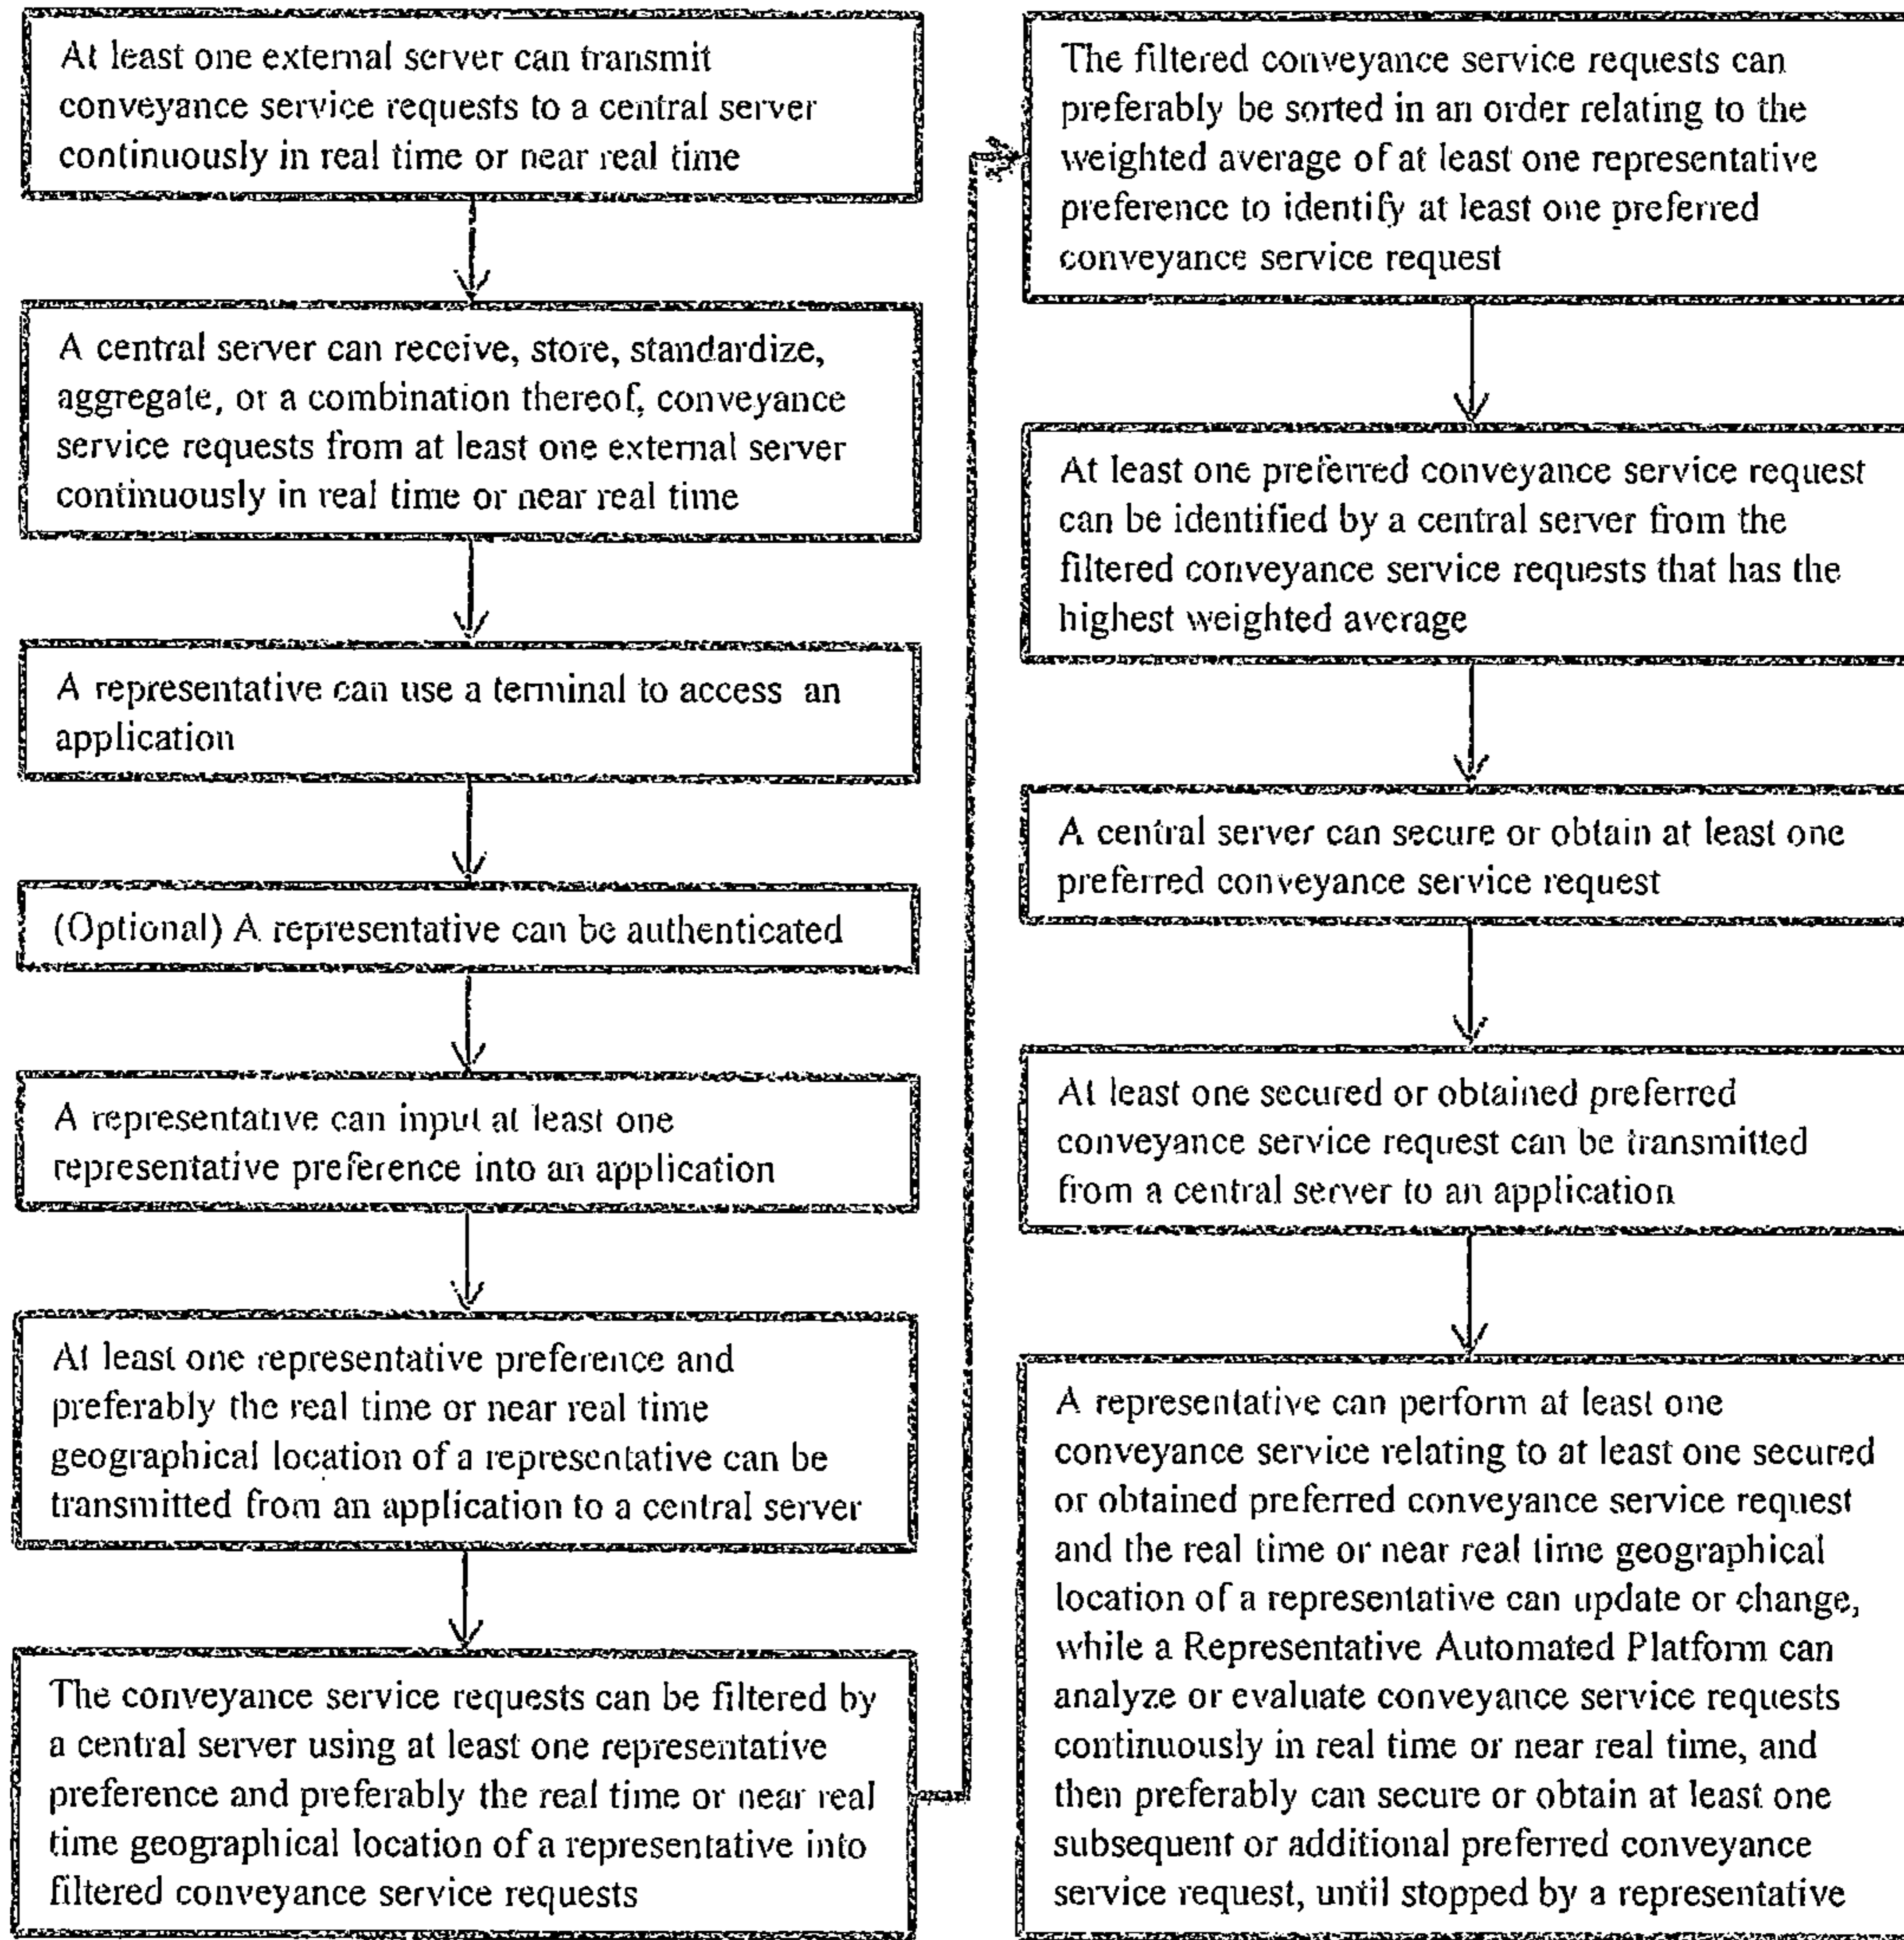 At least one external server can transmit
conveyance service requests to a central server
continuously in real time or near real time
A central server can receive, store, standardize,
aggregate, or a combination thereof, conveyance
service requests from at least one external server
continuously in real time or near real time
A representative can use a terminal to access an
application
(Optional) A representative can be authenticated
A representative can input at least one
representative preference into an application
At least one representative preference and
preferably the real time or near real time
geographical location of a representative can be
transmitted from an application to a central server
The conveyance service requests can be filtered by
a central server using at least one representative
preference and preferably the real time or near real
time geographical location of a representative into
filtered conveyance service requests
The filtered conveyance service requests can
preferably be sorted in an order relating to the
weighted average of at least one representative
preference to identify at least one preferred
conveyance service request
At least one preferred conveyance service request
can be identified by a central server from the
filtered conveyance service requests that has the
highest weighted average
A central server can secure or obtain at least one
preferred conveyance service request
At least one secured or obtained preferred
conveyance service request can be transmitted
from a central server to an application
A representative can perform at least one
conveyance service relating to at least one secured
or obtained preferred conveyance service request
and the real time or near real time geographical
location of a representative can update or change,
while a Representative Automated Platform can
analyze or evaluate conveyance service requests
continuously in real time or near real time, and
then preferably can secure or obtain at least one
subsequent or additional preferred conveyance
service request, until stopped by a representative